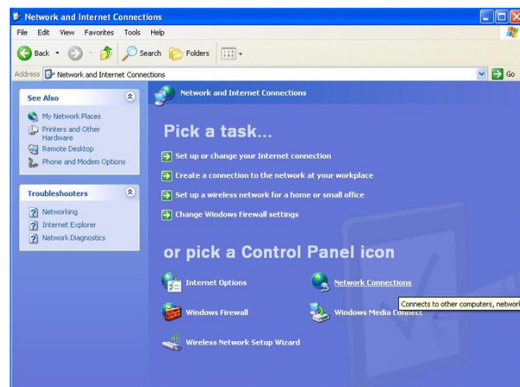 Network and Internet Connections
File Edit View Favorites Tools Help
Back Search Folders
Address Network and Internet Connections Go
See Also
My Network Places
Printers and Other
Hardware
Remote Desktop
Phone and Modem Options
Troubleshooters
Networking
Internet Explorer
Network Diagnostics
Network and Internet Connections
Pick a task...
Set up or change your Internet connection
Create a connection to the network at your workplace
Set up a wireless network for a home or small office
Change Windows Firewall settings
or pick a Control Panel icon
Internet Options Network Connections
Connects to other computers, network
Windows Firewall Windows Media Connect
Wireless Network Setup Wizard